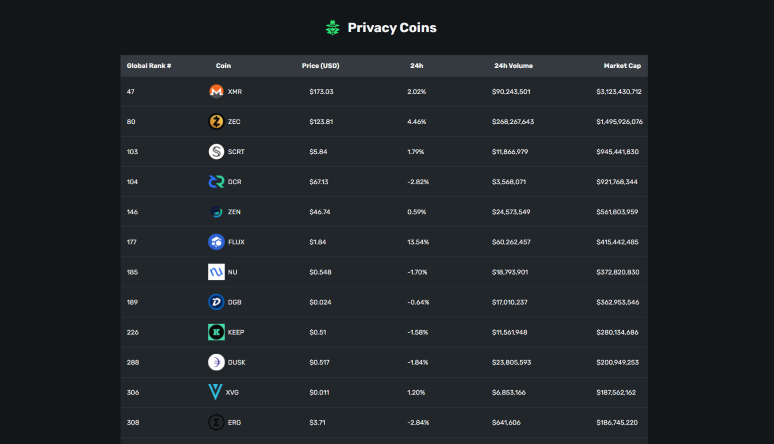 Privacy Coins
Global Rank # Coin Price (USD) 24h 24h Volume Market Cap
47 XMR $173.03 2.02% $90,243,501 $3,123,430,712
80 ZEC $123.81 4.46% $268,267,643 $1,495,926,076
103 SCRT $5.84 1.79% $11,866,979 $945,441,830
104 DCR $67.13 -2.82% $3,568,071 $921,768,344
146 ZEN $46.74 0.59% $24,573,549 $561,803,959
177 FLUX $1.84 13.54% $60,262,457 $415,442,485
185 NU $0.548 -1.70% $18,793,901 $372,820,830
189 DGB $0.024 -0.64% $17,010,237 $362,953,546
226 KEEP $0.51 -1.58% $11,561,948 $280,134,686
288 DUSK $0.517 -1.84% $23,805,593 $200,949,253
306 XVG $0.011 1.20% $6,853,166 $187,562,162
308 ERG $3.71 -2.84% $641,606 $186,745,220